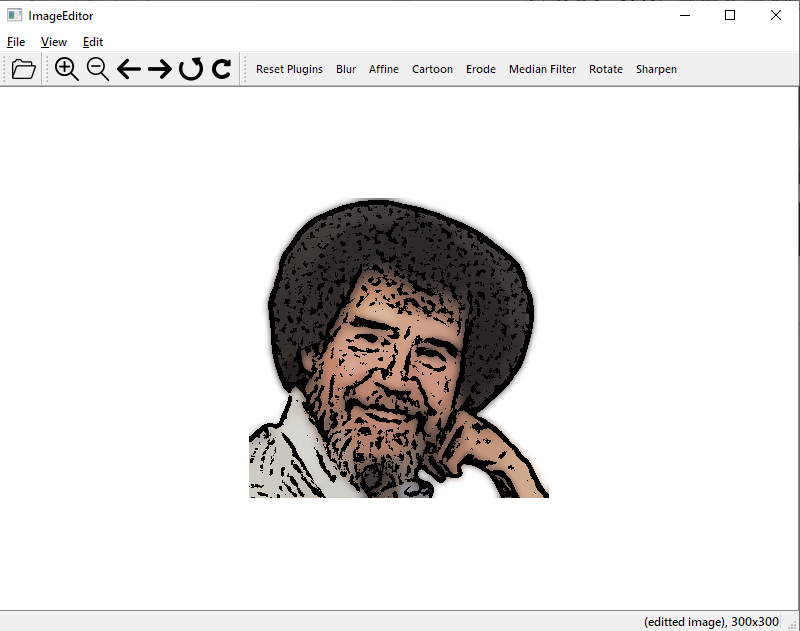 ImageEditor
File View Edit
Reset Plugins Blur Affine Cartoon Erode Median Filter Rotate Sharpen
(editted image), 300x300